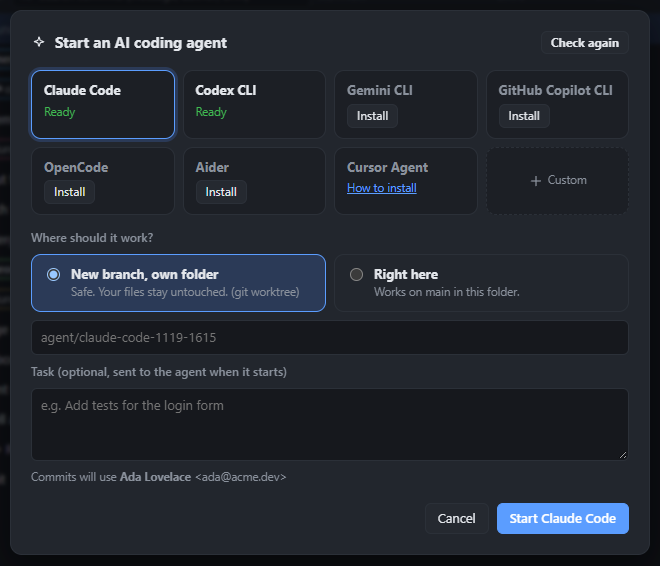 Start an AI coding agent
Check again
Claude Code
Ready
Codex CLI
Ready
Gemini CLI
Install
GitHub Copilot CLI
Install
OpenCode
Install
Aider
Install
Cursor Agent
How to install
+ Custom
Where should it work?
New branch, own folder
Safe. Your files stay untouched. (git worktree)
Right here
Works on main in this folder.
agent/claude-code-1119-1615
Task (optional, sent to the agent when it starts)
e.g. Add tests for the login form
Commits will use Ada Lovelace <ada@acme.dev>
Cancel
Start Claude Code